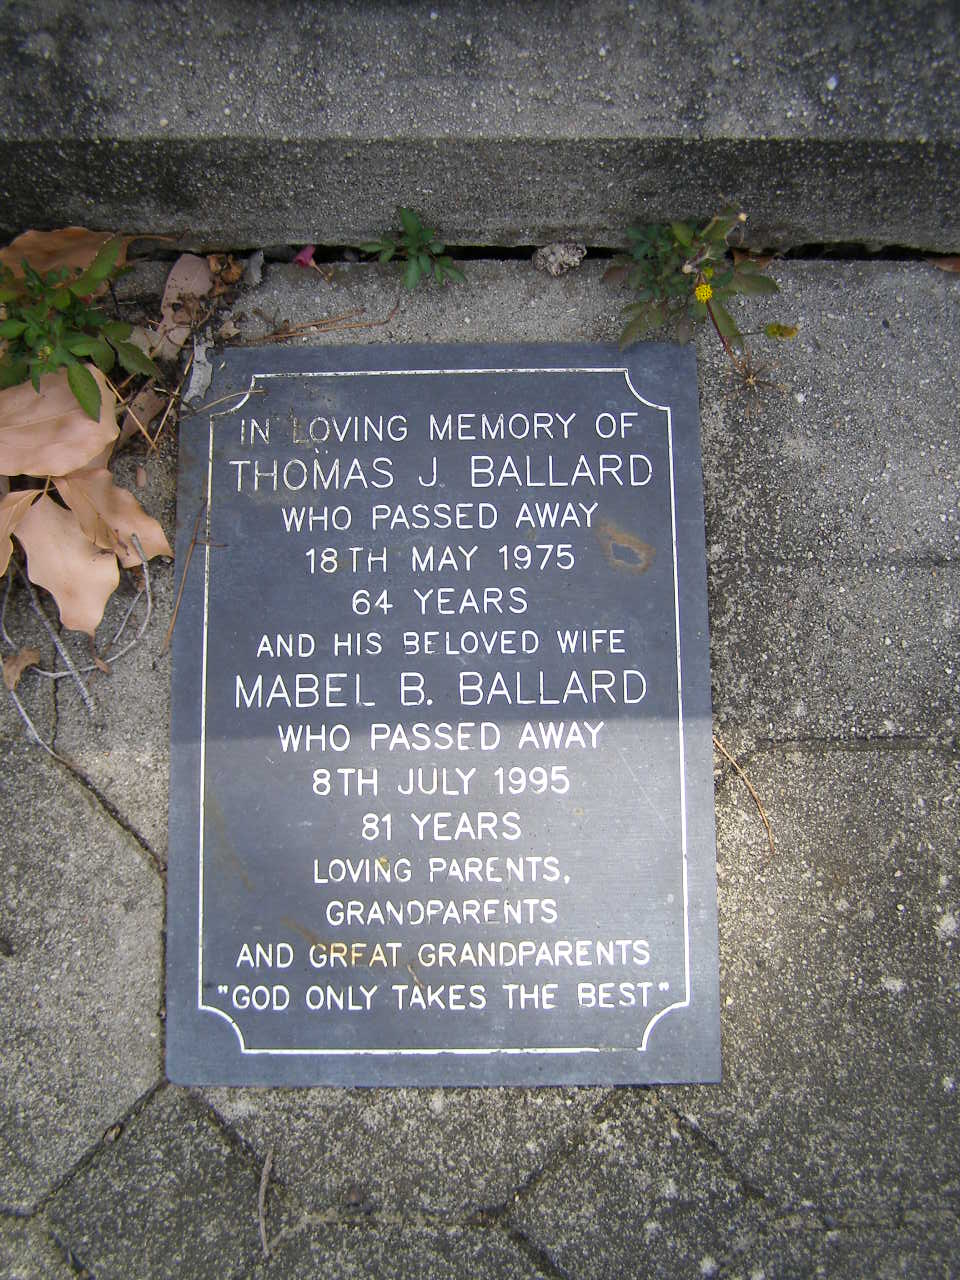 IN LOVING MEMORY OF
THOMAS J. BALLARD
WHO PASSED AWAY
18TH MAY 1975
64 YEARS
AND HIS BELOVED WIFE
MABEL B. BALLARD
WHO PASSED AWAY
8TH JULY 1995
81 YEARS
LOVING PARENTS,
GRANDPARENTS
AND GREAT GRANDPARENTS
"GOD ONLY TAKES THE BEST"